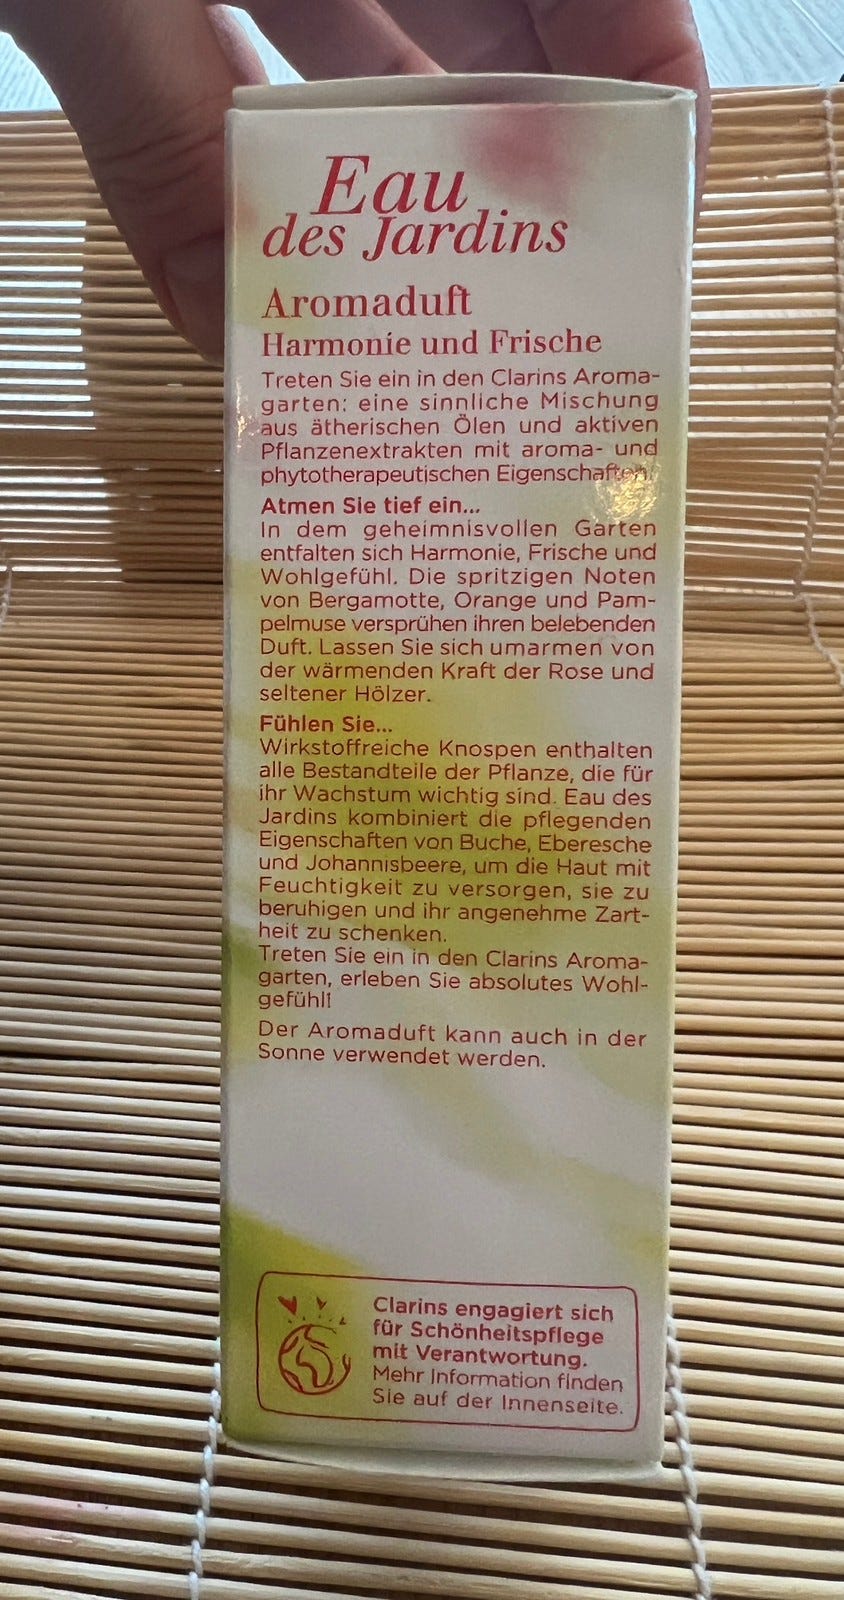 Eau
des Jardins
Aromaduft
Harmonie und Frische
Treten Sie ein in den Clarins Aroma-
garten: eine sinnliche Mischung
aus ätherischen Ölen und aktiven
Pflanzenextrakten mit aroma- und
phytotherapeutischen Eigenschaften.
Atmen Sie tief ein...
In dem geheimnisvollen Garten
entfalten sich Harmonie, Frische und
Wohlgefühl. Die spritzigen Noten
von Bergamotte, Orange und Pam-
pelmuse versprühen ihren belebenden
Duft. Lassen Sie sich umarmen von
der wärmenden Kraft der Rose und
seltener Hölzer.
Fühlen Sie...
Wirkstoffreiche Knospen enthalten
alle Bestandteile der Pflanze, die für
ihr Wachstum wichtig sind. Eau des
Jardins kombiniert die pflegenden
Eigenschaften von Buche, Eberesche
und Johannisbeere, um die Haut mit
Feuchtigkeit zu versorgen, sie zu
beruhigen und ihr angenehme Zart-
heit zu schenken.
Treten Sie ein in den Clarins Aroma-
garten, erleben Sie absolutes Wohl-
gefühl!
Der Aromaduft kann auch in der
Sonne verwendet werden.
Clarins engagiert sich
für Schönheitspflege
mit Verantwortung.
Mehr Information finden
Sie auf der Innenseite.